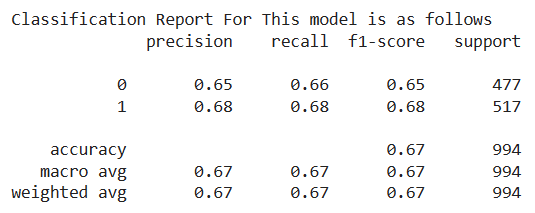 Classification Report For This model is as follows
precision recall f1-score support
0 0.65 0.66 0.65 477
1 0.68 0.68 0.68 517
accuracy 0.67 994
macro avg 0.67 0.67 0.67 994
weighted avg 0.67 0.67 0.67 994